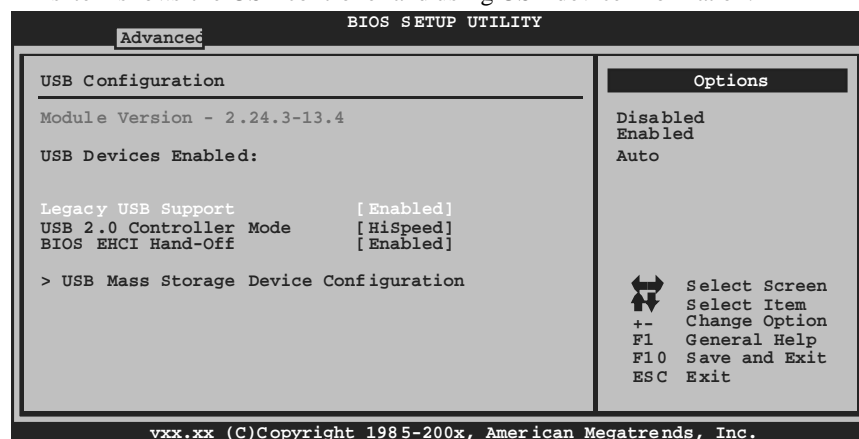 BIOS SETUP UTILITY
Advanced
USB Configuration
Module Version - 2.24.3-13.4
USB Devices Enabled:
Legacy USB Support [Enabled]
USB 2.0 Controller Mode [HiSpeed]
BIOS EHCI Hand-Off [Enabled]
> USB Mass Storage Device Configuration
Options
Disabled
Enabled
Auto
Select Screen
Select Item
+- Change Option
F1 General Help
F10 Save and Exit
ESC Exit
vxx.xx (C)Copyright 1985-200x, American Megatrends, Inc.